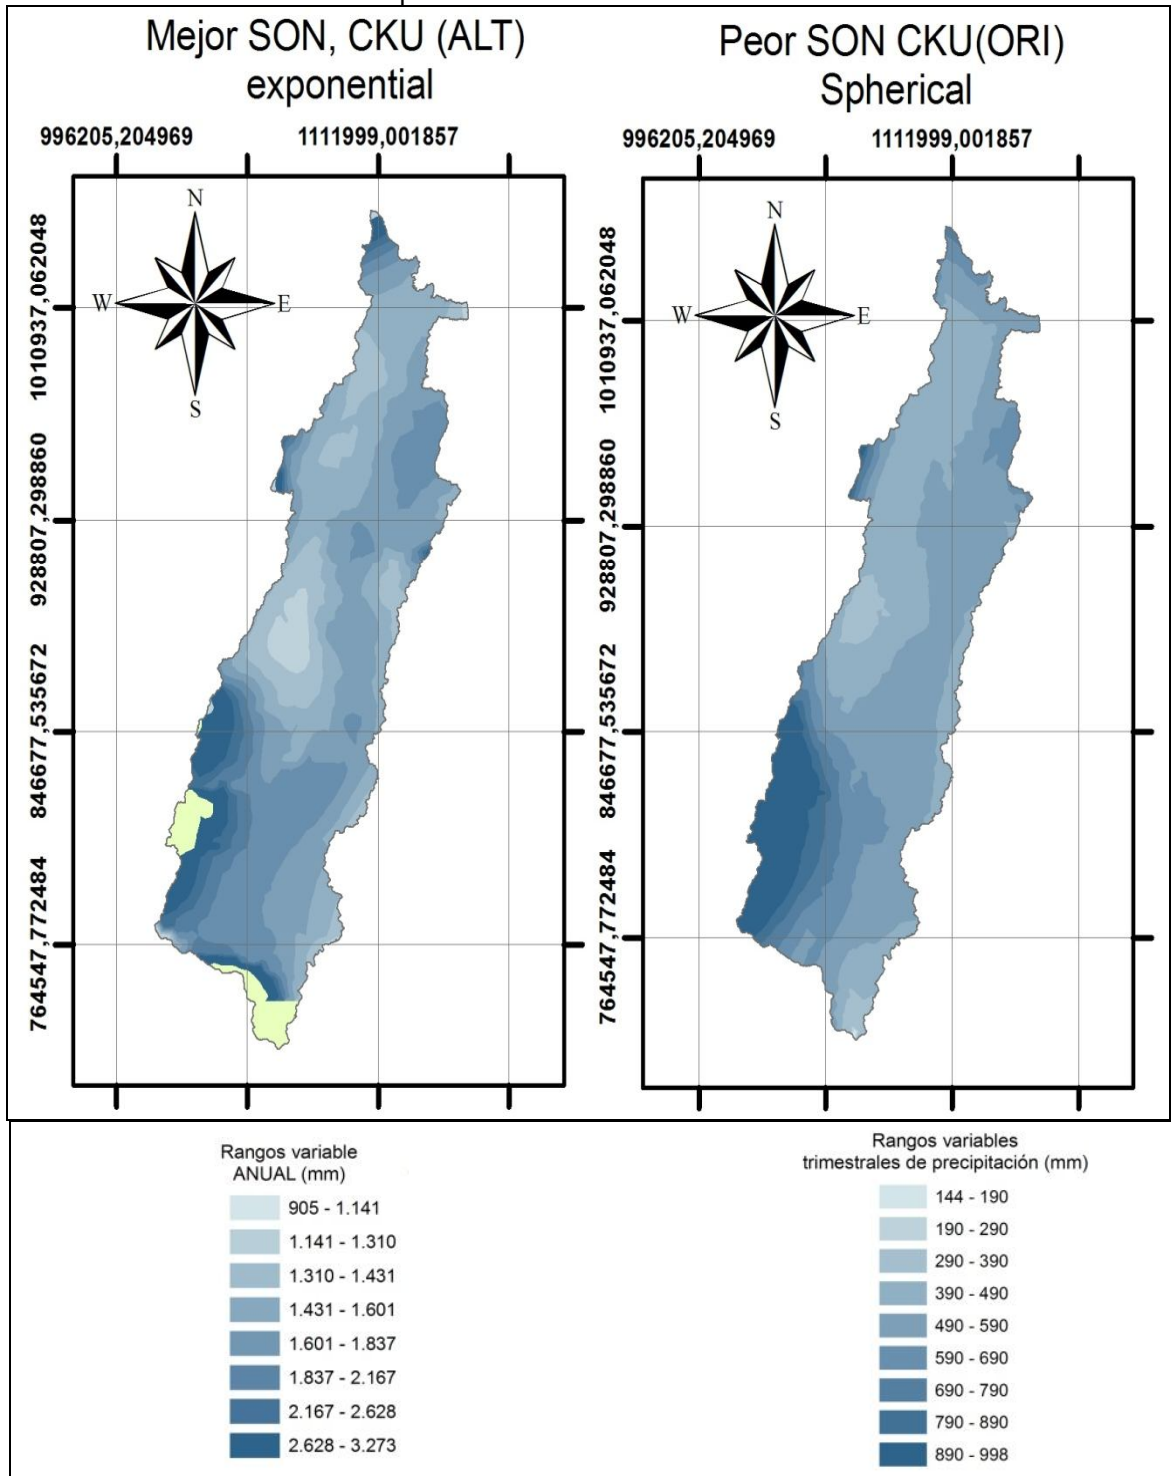 Mejor SON, CKU (ALT)
exponential
996205,204969
1111999,001857
1010937,062048
928807,298860
846677,535672
764547,772484
N
W
E
S
Peor SON CKU(ORI)
Spherical
996205,204969
1111999,001857
1010937,062048
928807,298860
846677,535672
764547,772484
N
W
E
S
Rangos variable
ANUAL (mm)
905 - 1.141
1.141 - 1.310
1.310 - 1.431
1.431 - 1.601
1.601 - 1.837
1.837 - 2.167
2.167 - 2.628
2.628 - 3.273
Rangos variables
trimestrales de precipitación (mm)
144 - 190
190 - 290
290 - 390
390 - 490
490 - 590
590 - 690
690 - 790
790 - 890
890 - 998